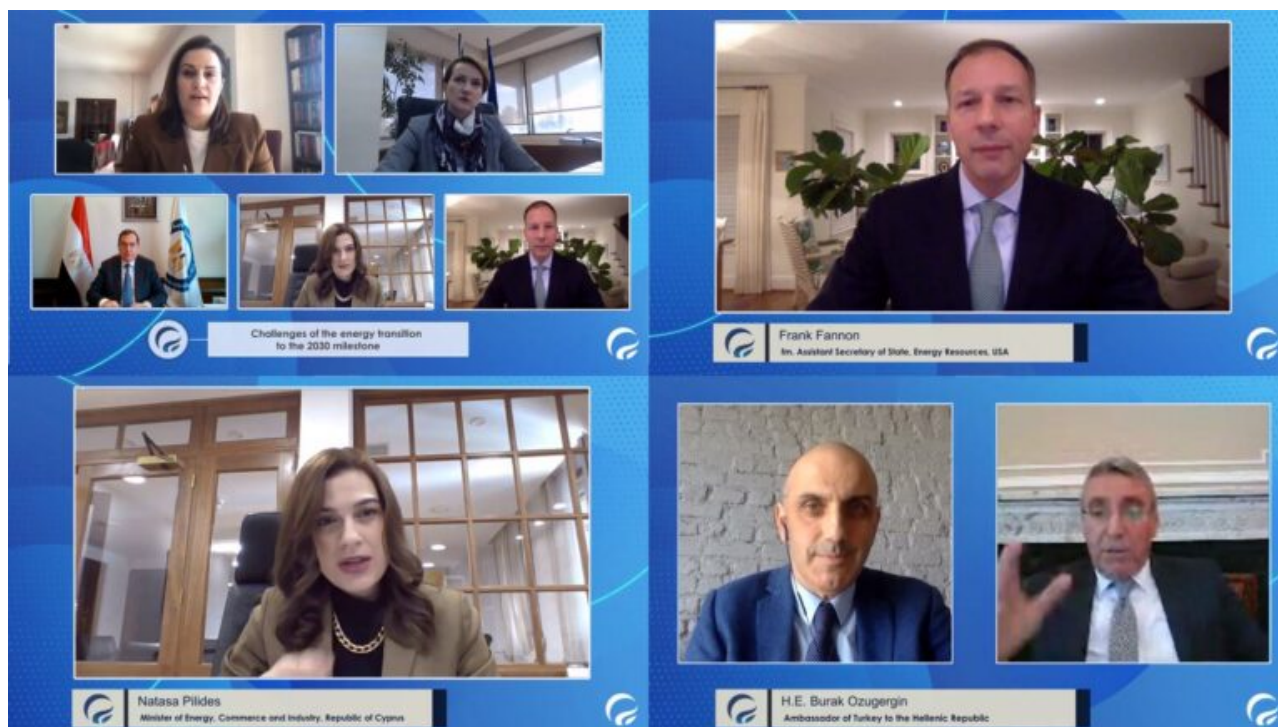 Challenges of the energy transition
to the 2030 milestone
Frank Fannon
fm. Assistant Secretary of State, Energy Resources, USA
Natasa Pilides
Minister of Energy, Commerce and Industry, Republic of Cyprus
H.E. Burak Ozugergin
Ambassador of Turkey to the Hellenic Republic